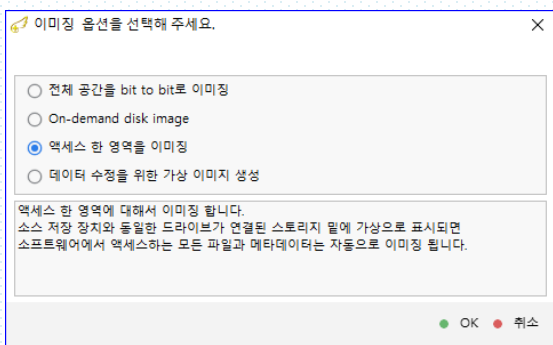 이미징 옵션을 선택해 주세요.
전체 공간을 bit to bit로 이미징
On-demand disk image
액세스 한 영역을 이미징
데이터 수정을 위한 가상 이미지 생성
액세스 한 영역에 대해서 이미징 합니다.
소스 저장 장치와 동일한 드라이브가 연결된 스토리지 밑에 가상으로 표시되면
소프트웨어에서 액세스하는 모든 파일과 메타데이터는 자동으로 이미징 됩니다.
OK 취소